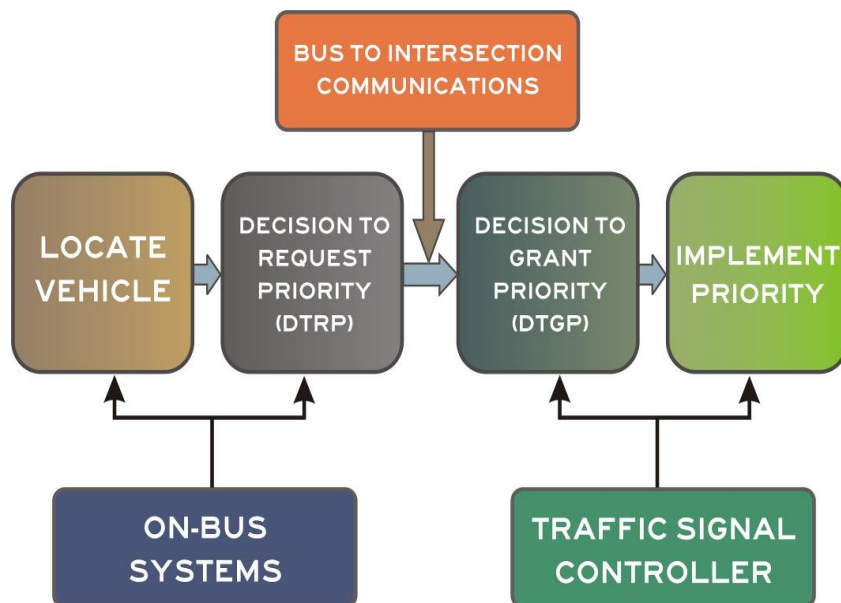 BUS TO INTERSECTION
COMMUNICATIONS
LOCATE
VEHICLE
DECISION TO
REQUEST
PRIORITY
(DTRP)
DECISION TO
GRANT
PRIORITY
(DTGP)
IMPLEMENT
PRIORITY
ON-BUS
SYSTEMS
TRAFFIC SIGNAL
CONTROLLER